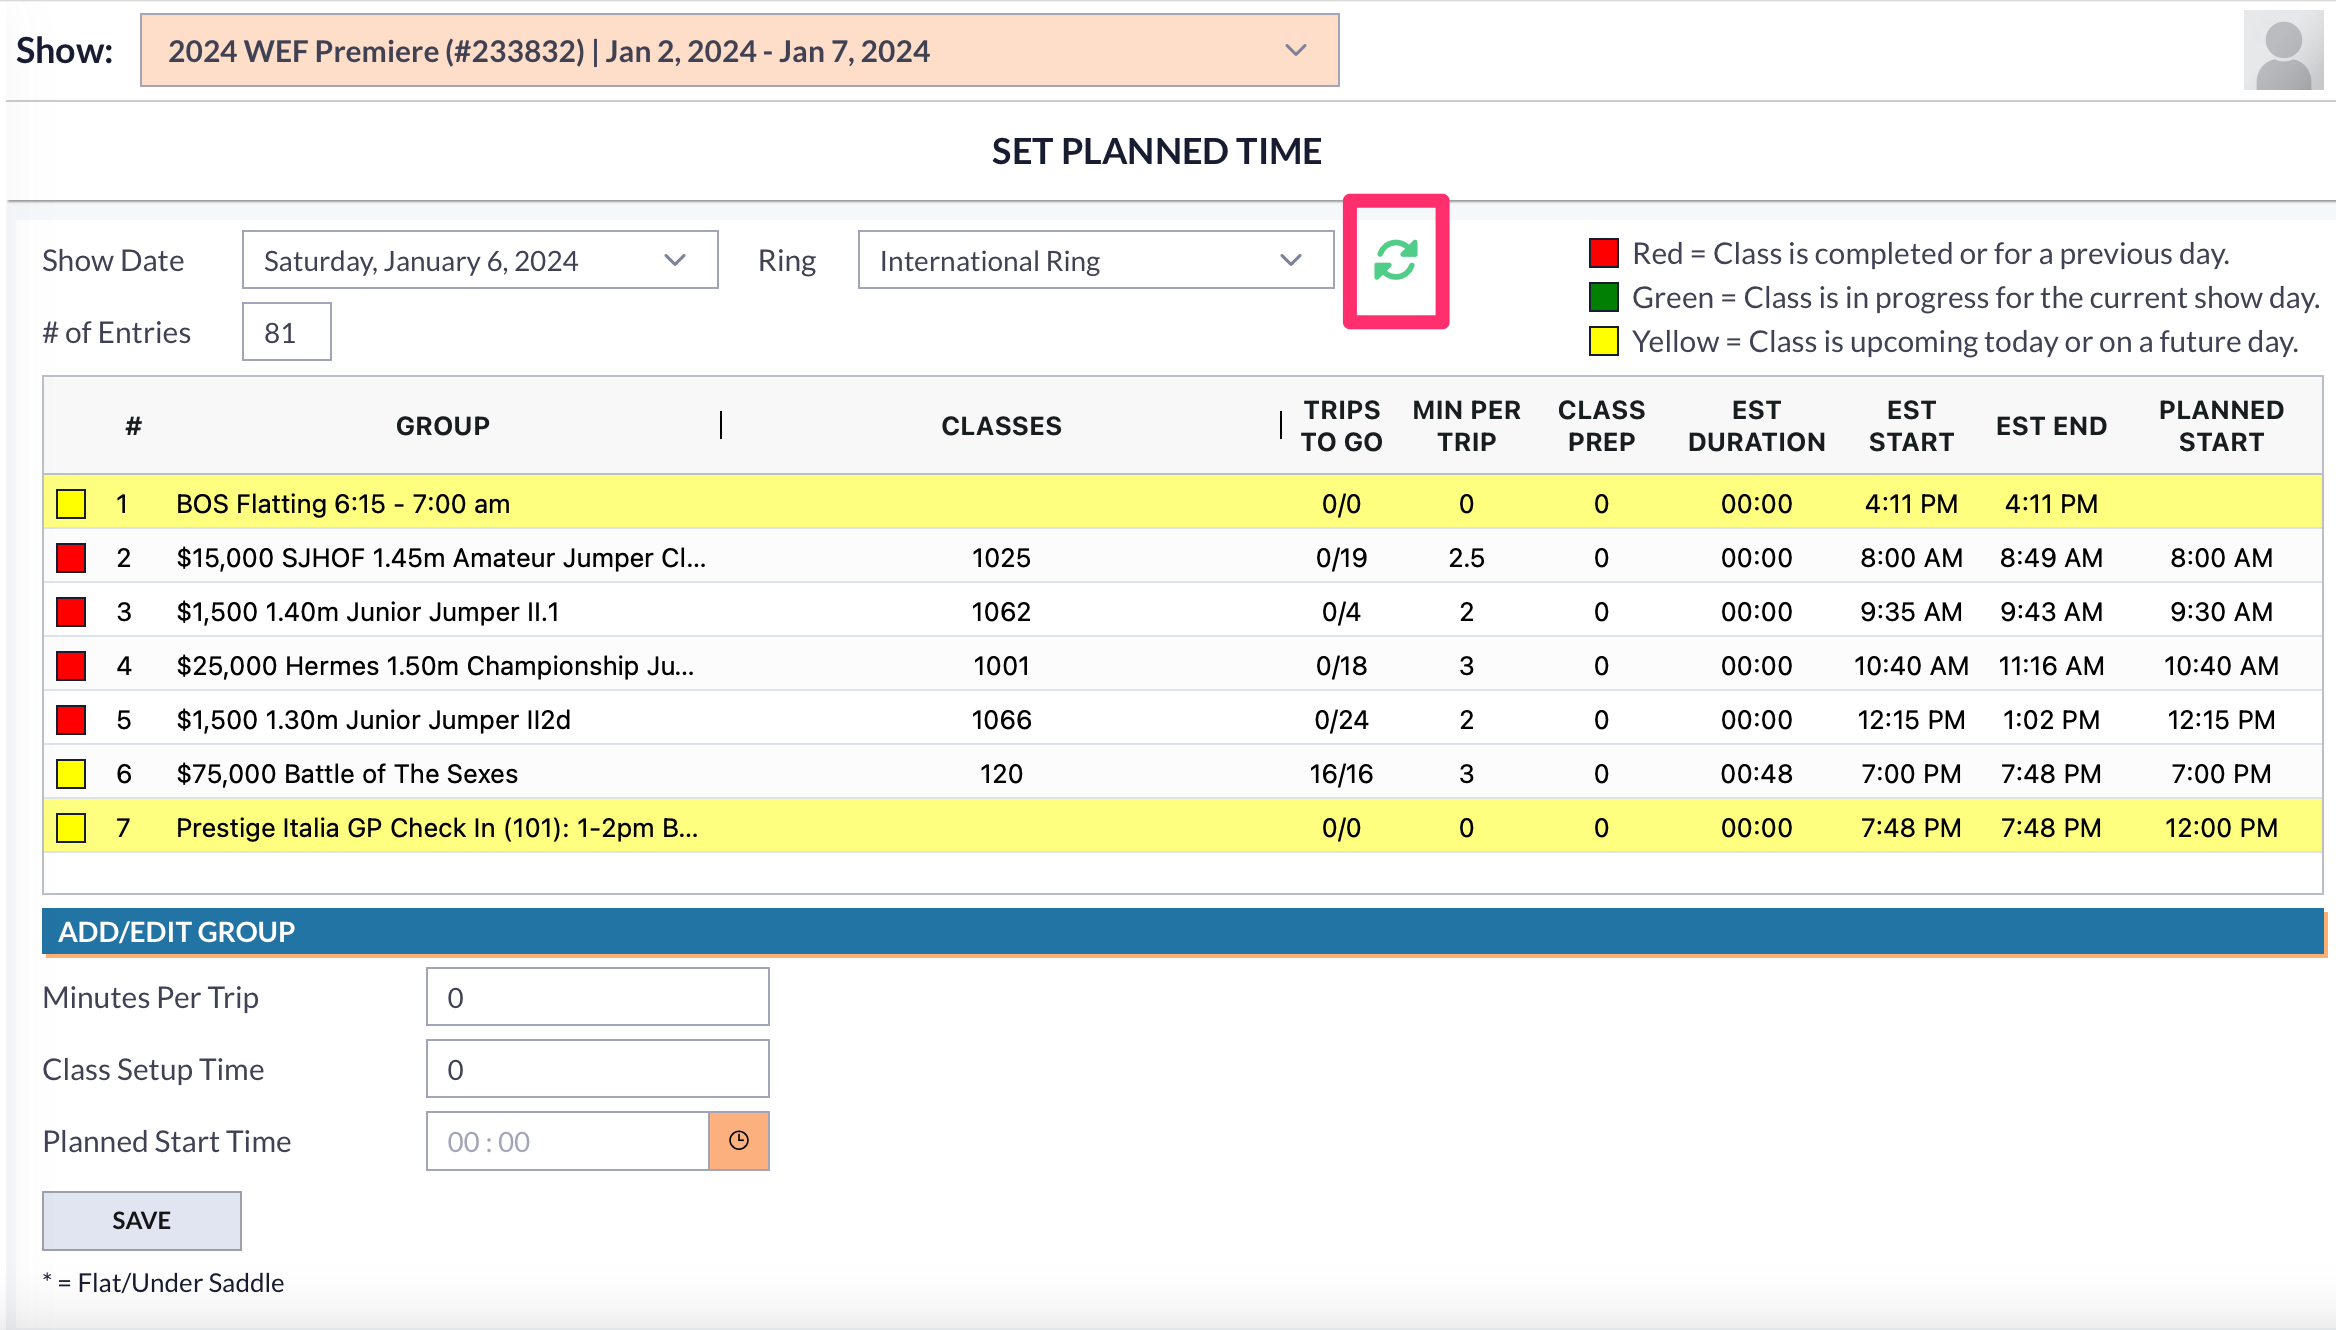 Show: 2024 WEF Premiere (#233832) | Jan 2, 2024 - Jan 7, 2024
SET PLANNED TIME
Show Date Saturday, January 6, 2024 Ring International Ring
# of Entries 81
Red = Class is completed or for a previous day.
Green = Class is in progress for the current show day.
Yellow = Class is upcoming today or on a future day.
# GROUP CLASSES TRIPS TO GO MIN PER TRIP CLASS PREP EST DURATION EST START EST END PLANNED START
1 BOS Flatting 6:15 - 7:00 am 0/0 0 0 00:00 4:11 PM 4:11 PM
2 $15,000 SJHOF 1.45m Amateur Jumper Cl... 1025 0/19 2.5 0 00:00 8:00 AM 8:49 AM 8:00 AM
3 $1,500 1.40m Junior Jumper II.1 1062 0/4 2 0 00:00 9:35 AM 9:43 AM 9:30 AM
4 $25,000 Hermes 1.50m Championship Ju... 1001 0/18 3 0 00:00 10:40 AM 11:16 AM 10:40 AM
5 $1,500 1.30m Junior Jumper II2d 1066 0/24 2 0 00:00 12:15 PM 1:02 PM 12:15 PM
6 $75,000 Battle of The Sexes 120 16/16 3 0 00:48 7:00 PM 7:48 PM 7:00 PM
7 Prestige Italia GP Check In (101): 1-2pm B... 0/0 0 0 00:00 7:48 PM 7:48 PM 12:00 PM
ADD/EDIT GROUP
Minutes Per Trip 0
Class Setup Time 0
Planned Start Time 00 : 00
SAVE
* = Flat/Under Saddle